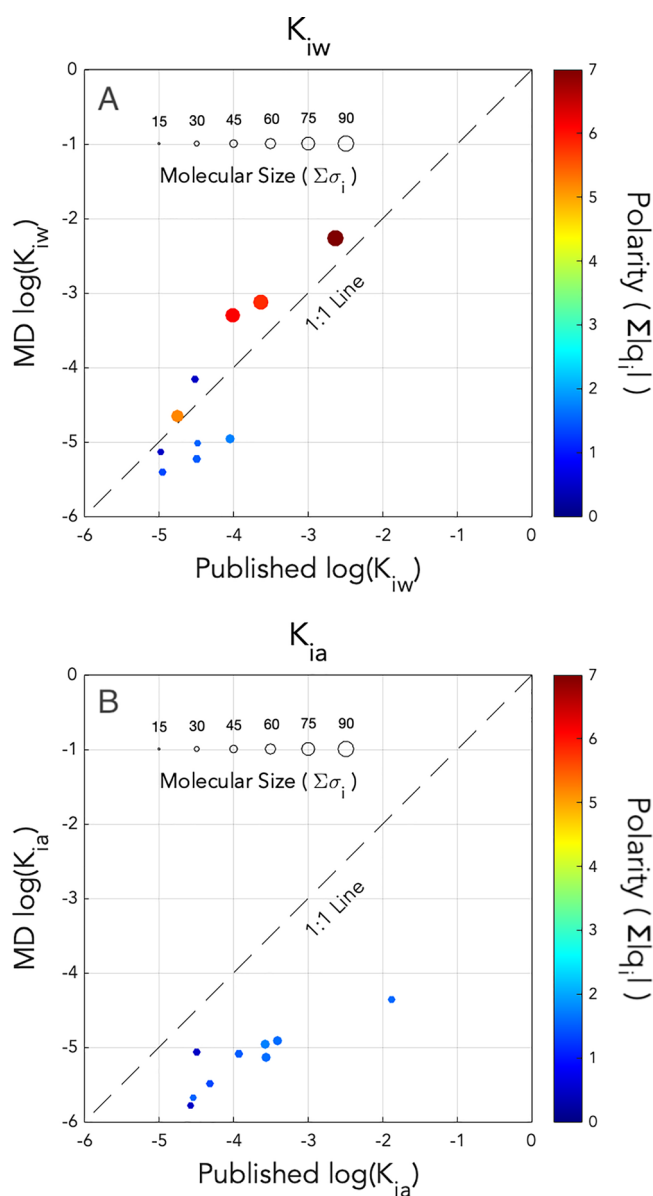 K_iw
A
15 30 45 60 75 90
Molecular Size ( Σσ_i )
1:1 Line
0
-1
-2
-3
-4
-5
-6
MD log(K_iw)
-6 -5 -4 -3 -2 -1 0
Published log(K_iw)
7
6
5
4
3
2
1
0
Polarity ( Σ|q_i| )
K_ia
B
15 30 45 60 75 90
Molecular Size ( Σσ_i )
1:1 Line
0
-1
-2
-3
-4
-5
-6
MD log(K_ia)
-6 -5 -4 -3 -2 -1 0
Published log(K_ia)
7
6
5
4
3
2
1
0
Polarity ( Σ|q_i| )